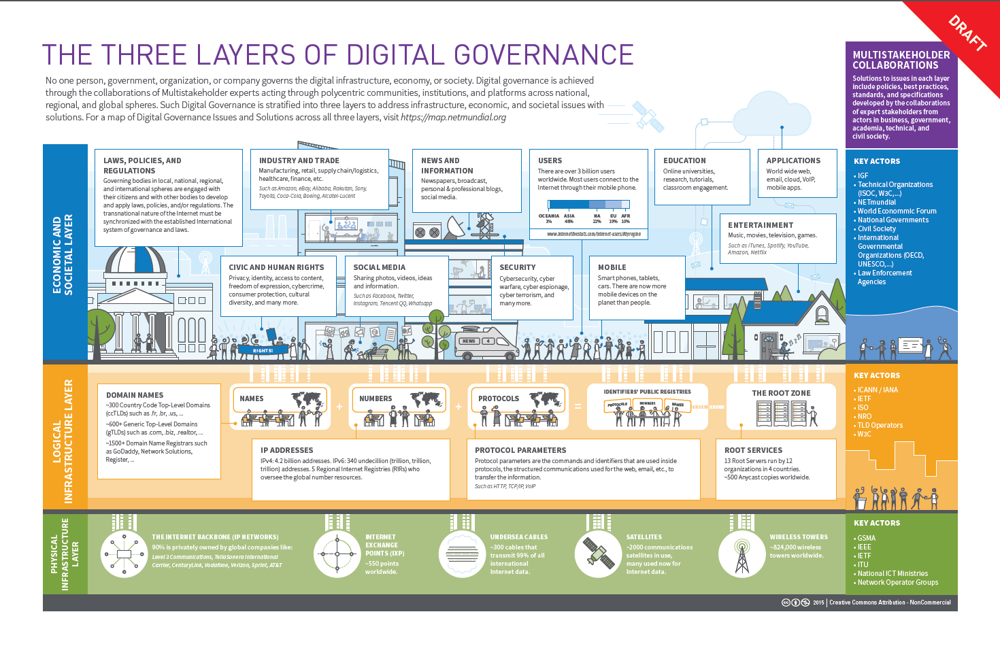 DRAFT
THE THREE LAYERS OF DIGITAL GOVERNANCE
No one person, government, organization, or company governs the digital infrastructure, economy, or society. Digital governance is achieved
through the collaborations of Multistakeholder experts acting through polycentric communities, institutions, and platforms across national,
regional, and global spheres. Such Digital Governance is stratified into three layers to address infrastructure, economic, and societal issues with
solutions. For a map of Digital Governance Issues and Solutions across all three layers, visit https://map.netmundial.org
MULTISTAKEHOLDER
COLLABORATIONS
Solutions to issues in each layer
include policies, best practices,
standards, and specifications
developed by the collaborations
of expert stakeholders from
actors in business, government,
academia, technical, and
civil society.
ECONOMIC AND
SOCIETAL LAYER
LAWS, POLICIES, AND
REGULATIONS
Governing bodies in local, national, regional,
and international spheres are engaged with
their citizens and with other bodies to develop
and apply laws, policies, and/or regulations. The
transnational nature of the Internet must be
synchronized with the established International
system of governance and laws.
INDUSTRY AND TRADE
Manufacturing, retail, supply chain/logistics,
healthcare, finance, etc.
Such as Amazon, eBay, Alibaba, Rakutan, Sony,
Toyota, Coca-Cola, Boeing, Alcatel-Lucent
NEWS AND
INFORMATION
Newspapers, broadcast,
personal & professional blogs,
social media.
USERS
There are over 3 billion users
worldwide. Most users connect to the
Internet through their mobile phone.
OCEANIA ASIA NA EU AFR
1% 48% 22% 19% 10%
www.internetlivestats.com/internet-users/#byregion
EDUCATION
Online universities,
research, tutorials,
classroom engagement.
APPLICATIONS
World wide web,
email, cloud, VoIP,
mobile apps.
ENTERTAINMENT
Music, movies, television, games.
Such as iTunes, Spotify, YouTube,
Amazon, Netflix
CIVIC AND HUMAN RIGHTS
Privacy, identity, access to content,
freedom of expression, cybercrime,
consumer protection, cultural
diversity, and many more.
SOCIAL MEDIA
Sharing photos, videos, ideas
and information.
Such as Facebook, Twitter,
Instagram, Tencent QQ, Whatsapp
SECURITY
Cybersecurity, cyber
warfare, cyber espionage,
cyber terrorism, and
many more.
MOBILE
Smart phones, tablets,
cars. There are now more
mobile devices on the
planet than people.
RIGHTS!
NEWS 4
KEY ACTORS
• IGF
• Technical Organizations
(ISOC, W3C,...)
• NETmundial
• World Econommic Forum
• National Governments
• Civil Society
• International
Governmental
Organizations (OECD,
UNESCO,...)
• Law Enforcement
Agencies
LOGICAL
INFRASTRUCTURE LAYER
DOMAIN NAMES
~300 Country Code Top-Level Domains
(ccTLDs) such as .fr, .br, .us, ...
~600+ Generic Top-Level Domains
(gTLDs) such as .com, .biz, .realtor, ...
~1500+ Domain Name Registrars such
as GoDaddy, Network Solutions,
Register, ...
NAMES
+
NUMBERS
+
PROTOCOLS
=
IDENTIFIERS' PUBLIC REGISTRIES
PROTOCOLS NUMBERS NAMES
THE ROOT ZONE
IP ADDRESSES
IPv4: 4.2 billion addresses. IPv6: 340 undecillion (trillion, trillion,
trillion) addresses. 5 Regional Internet Registries (RIRs) who
oversee the global number resources.
PROTOCOL PARAMETERS
Protocol parameters are the commands and identifiers that are used inside
protocols, the structured communications used for the web, email, etc., to
transfer the information.
Such as HTTP, TCP/IP, VoIP
ROOT SERVICES
13 Root Servers run by 12
organizations in 4 countries.
~500 Anycast copies worldwide.
KEY ACTORS
• ICANN / IANA
• IETF
• ISO
• NRO
• TLD Operators
• W3C
PHYSICAL
INFRASTRUCTURE
LAYER
THE INTERNET BACKBONE (IP NETWORKS)
90% is privately owned by global companies like:
Level 3 Communications, TeliaSonera International
Carrier, CenturyLink, Vodafone, Verizon, Sprint, AT&T
INTERNET
EXCHANGE
POINTS (IXP)
~550 points
worldwide.
UNDERSEA CABLES
~300 cables that
transmit 99% of all
international
Internet data.
SATELLITES
~2000 communications
satellites in use,
many used now for
Internet data.
WIRELESS TOWERS
~824,000 wireless
towers worldwide.
KEY ACTORS
• GSMA
• IEEE
• IETF
• ITU
• National ICT Ministries
• Network Operator Groups
cc 2015 | Creative Commons Attribution - NonCommercial